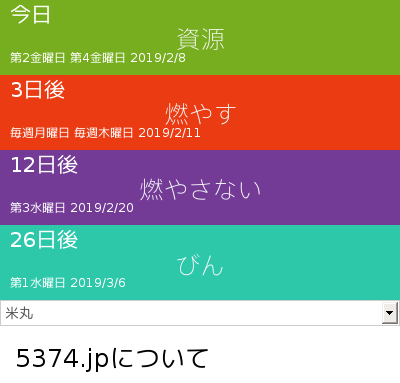 今日
資源
第2金曜日 第4金曜日 2019/2/8
3日後
燃やす
毎週月曜日 毎週木曜日 2019/2/11
12日後
燃やさない
第3水曜日 2019/2/20
26日後
びん
第1水曜日 2019/3/6
米丸
5374.jpについて